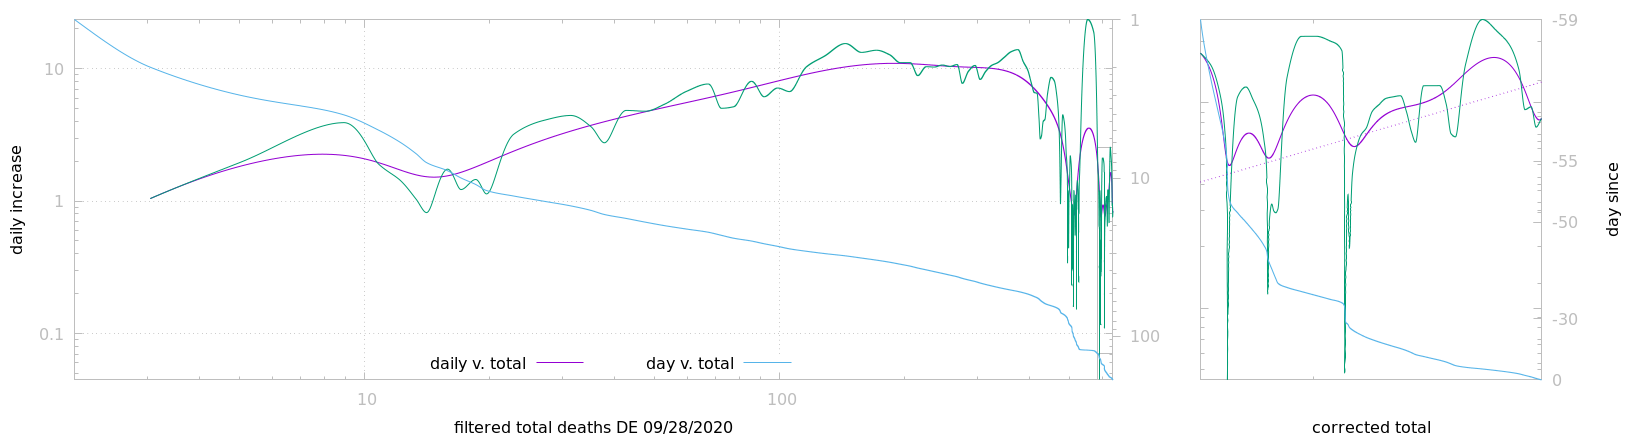 daily increase
10
1
0.1
daily v. total
day v. total
10
100
filtered total deaths DE 09/28/2020
1
10
100
-59
-55
-50
-30
0
day since
corrected total